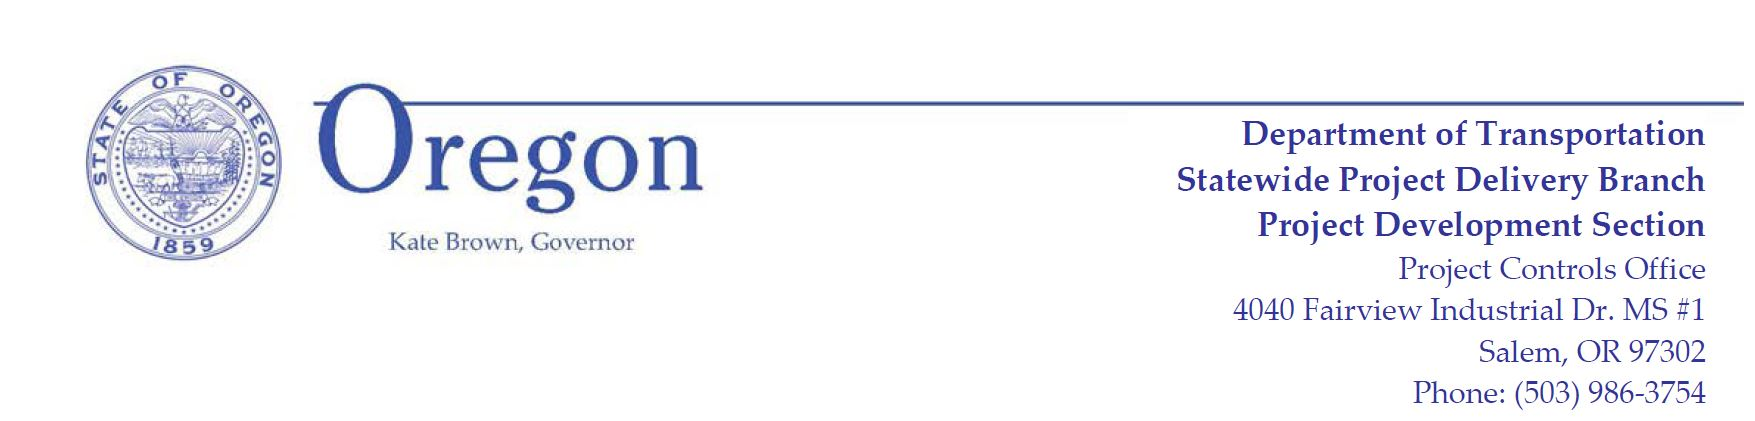 STATE OF OREGON
1859
Oregon
Kate Brown, Governor
Department of Transportation
Statewide Project Delivery Branch
Project Development Section
Project Controls Office
4040 Fairview Industrial Dr. MS #1
Salem, OR 97302
Phone: (503) 986-3754